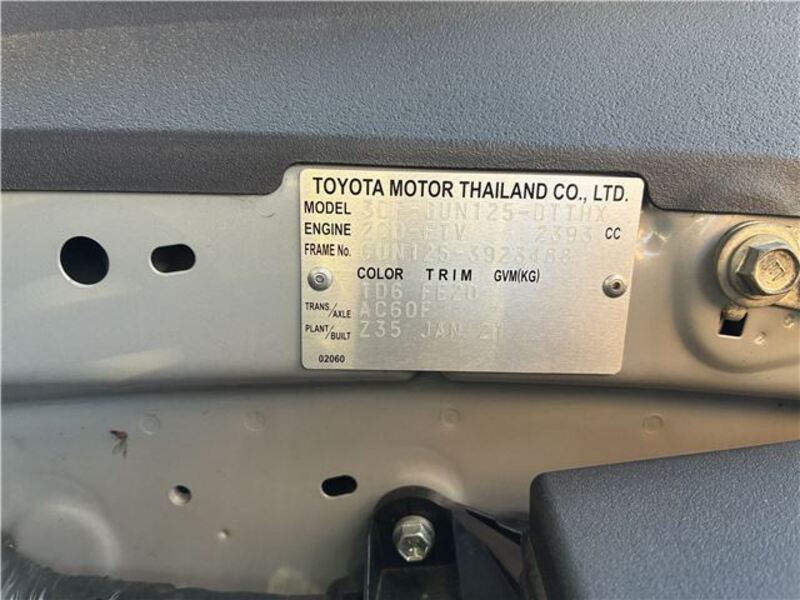 TOYOTA MOTOR THAILAND CO., LTD.
MODEL 3DF-GUN125-DTTHX
ENGINE 2GD-FTV 2393 CC
FRAME No. GUN125-3923468
COLOR TRIM GVM(KG)
1D6 FE20
TRANS./AXLE AC60F
PLANT/BUILT Z35 JAN 21
02060